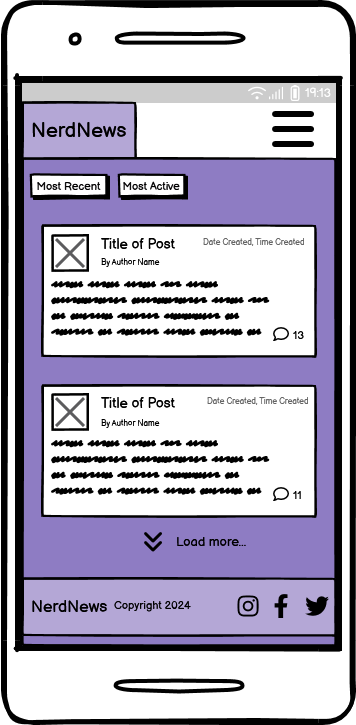 19:13
NerdNews
Most Recent Most Active
Title of Post Date Created, Time Created
By Author Name
13
Title of Post Date Created, Time Created
By Author Name
11
Load more...
NerdNews Copyright 2024